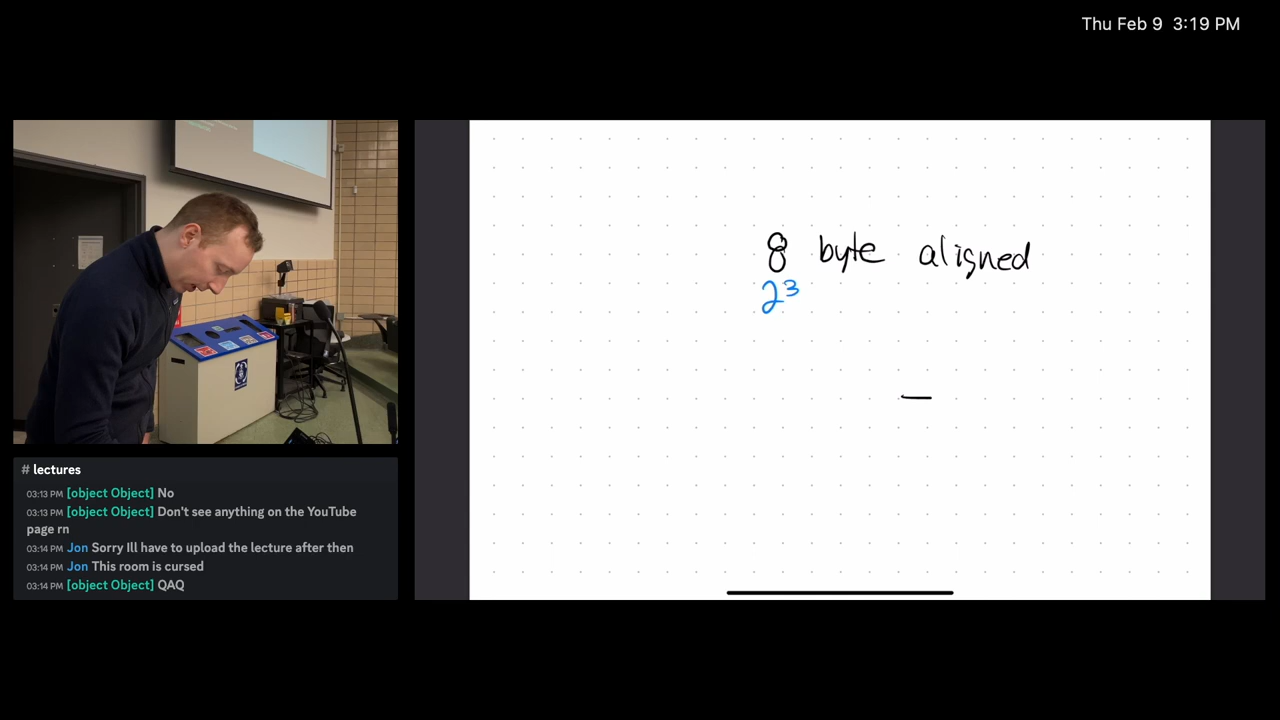 Thu Feb 9 3:19 PM
8 byte aligned
2³
# lectures
03:13 PM [object Object] No
03:13 PM [object Object] Don't see anything on the YouTube
page rn
03:14 PM Jon Sorry Ill have to upload the lecture after then
03:14 PM Jon This room is cursed
03:14 PM [object Object] QAQ